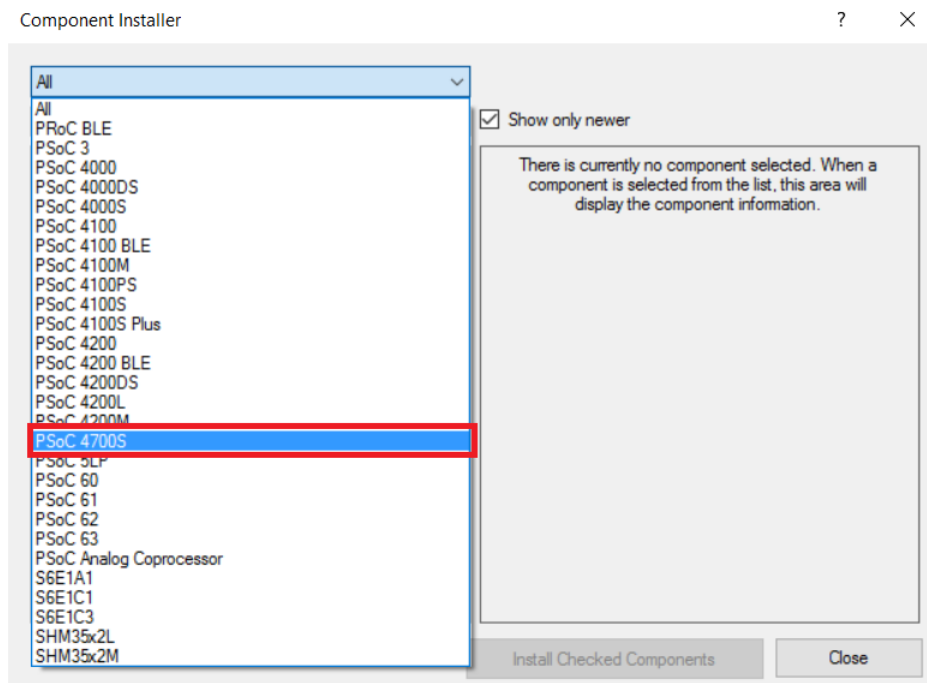 Component Installer
?
All
All
PRoC BLE
PSoC 3
PSoC 4000
PSoC 4000DS
PSoC 4000S
PSoC 4100
PSoC 4100 BLE
PSoC 4100M
PSoC 4100PS
PSoC 4100S
PSoC 4100S Plus
PSoC 4200
PSoC 4200 BLE
PSoC 4200DS
PSoC 4200L
PSoC 4200M
PSoC 4700S
PSoC 5LP
PSoC 60
PSoC 61
PSoC 62
PSoC 63
PSoC Analog Coprocessor
S6E1A1
S6E1C1
S6E1C3
SHM35x2L
SHM35x2M
Show only newer
There is currently no component selected. When a
component is selected from the list, this area will
display the component information.
Install Checked Components
Close